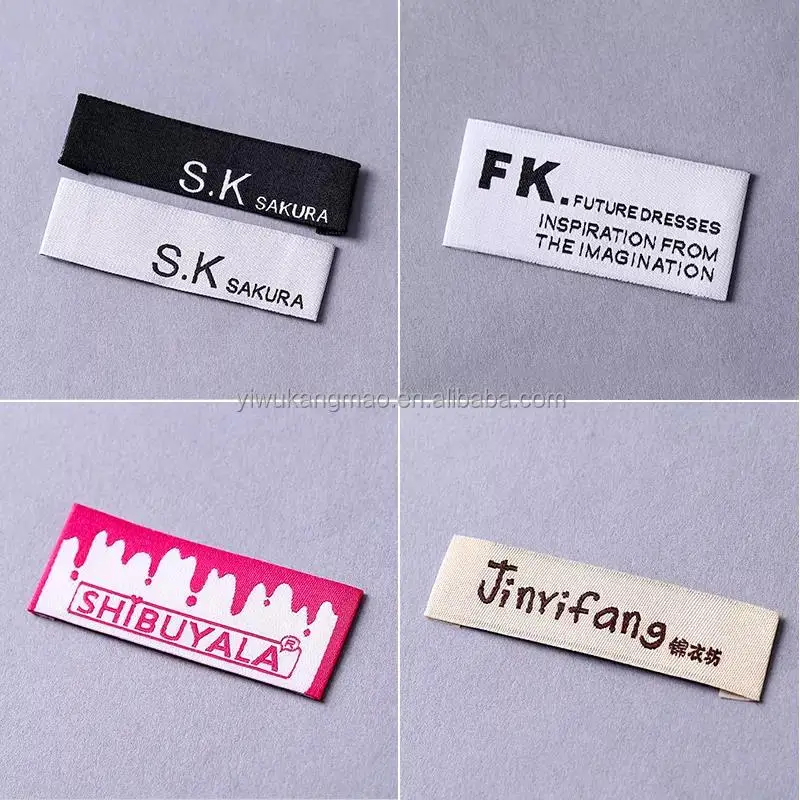 S.K SAKURA
S.K SAKURA
FK. FUTURE DRESSES
INSPIRATION FROM
THE IMAGINATION
yiwukangmao.en.alibaba.com
SHIBUYALA®
Jinyifang 锦衣坊